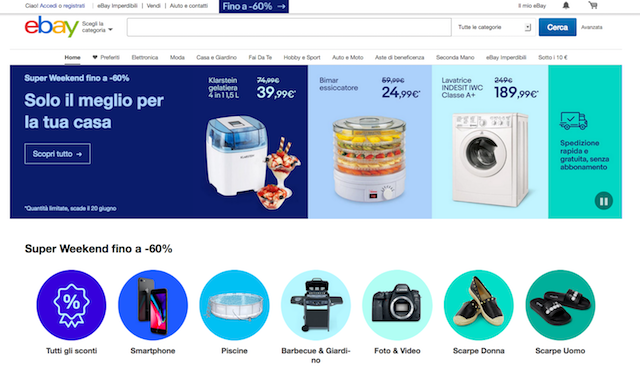 Ciao! Accedi o registrati
eBay Imperdibili
Vendi
Aiuto e contatti
Fino a -60%
Il mio eBay
ebay
Scegli la
categoria
Tutte le categorie
Cerca
Avanzata
Home
Preferiti
Elettronica
Moda
Casa e Giardino
Fai Da Te
Hobby e Sport
Auto e Moto
Aste di beneficenza
Seconda Mano
eBay Imperdibili
Sotto i 10 €
Super Weekend fino a -60%
Solo il meglio per
la tua casa
Scopri tutto →
*Quantità limitate, scade il 20 giugno
Klarstein
gelatiera
4 in 1 1,5 L
74,99€
39,99€*
Bimar
essiccatore
59,99€
24,99€*
Lavatrice
INDESIT IWC
Classe A+
249€
189,99€*
Spedizione
rapida e
gratuita, senza
abbonamento
Super Weekend fino a -60%
%
Tutti gli sconti
Smartphone
Piscine
Barbecue & Giardi-
no
Foto & Video
Scarpe Donna
Scarpe Uomo